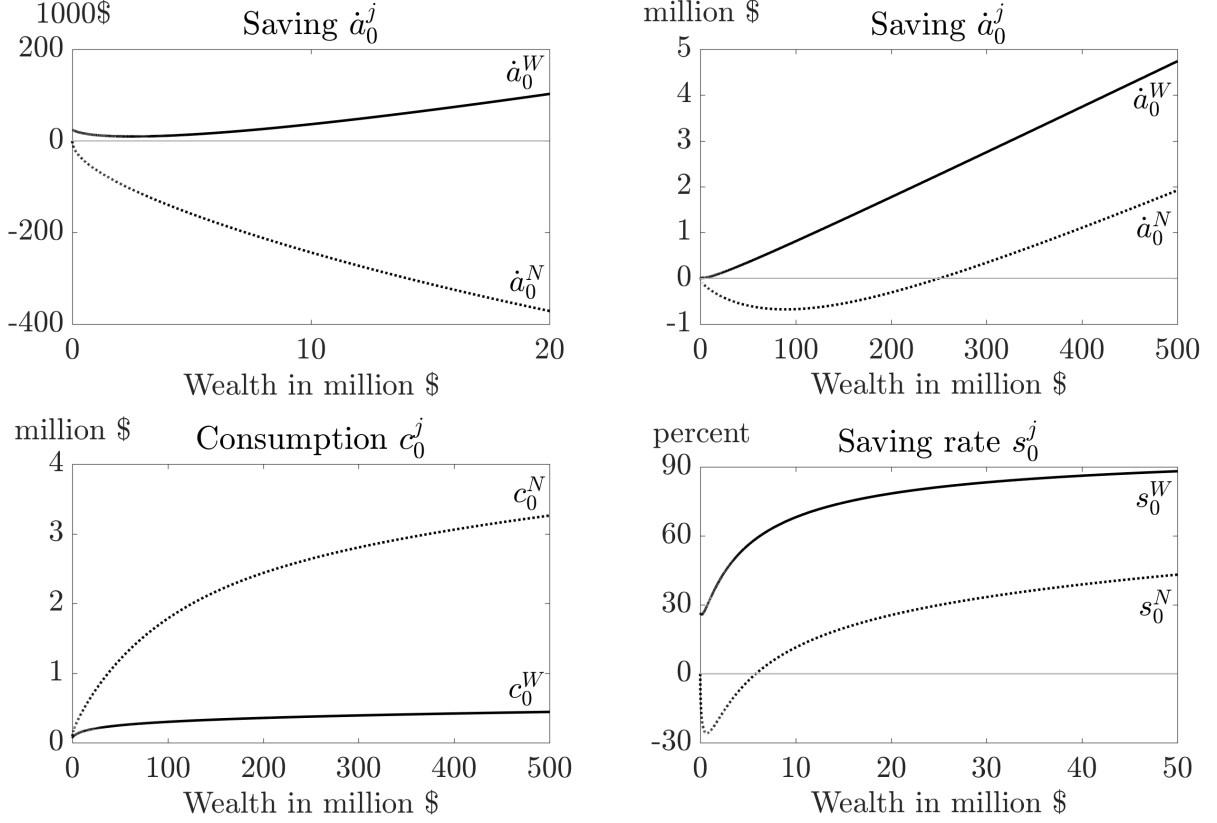 1000$
Saving ȧ₀ʲ
200
0
-200
-400
ȧ₀ᵂ
ȧ₀ᴺ
0 10 20
Wealth in million $
million $
Saving ȧ₀ʲ
5
4
3
2
1
0
-1
ȧ₀ᵂ
ȧ₀ᴺ
0 100 200 300 400 500
Wealth in million $
million $
Consumption c₀ʲ
4
3
2
1
0
c₀ᴺ
c₀ᵂ
0 100 200 300 400 500
Wealth in million $
percent
Saving rate s₀ʲ
90
60
30
0
-30
s₀ᵂ
s₀ᴺ
0 10 20 30 40 50
Wealth in million $